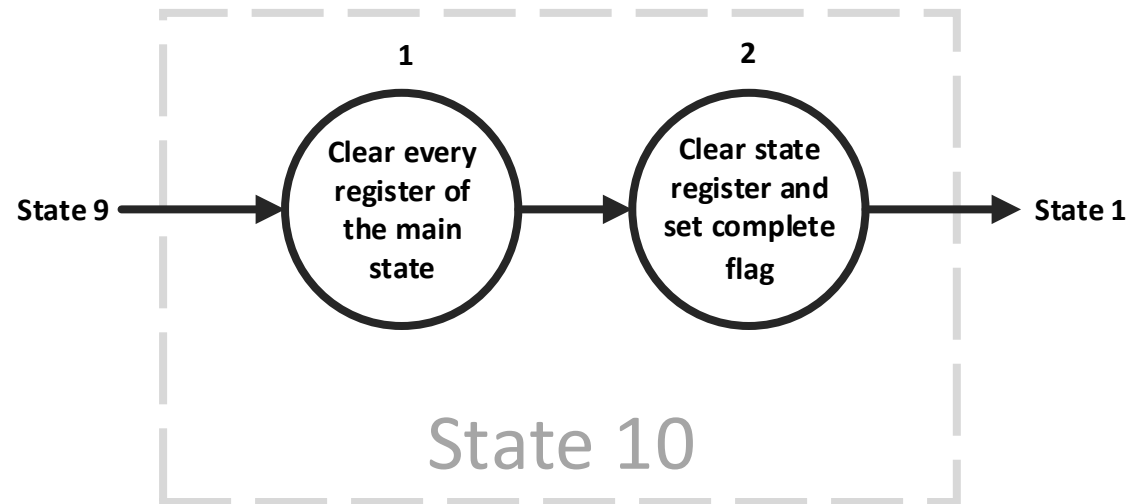 1
2
Clear every
register of
the main
state
Clear state
register and
set complete
flag
State 9
State 1
State 10